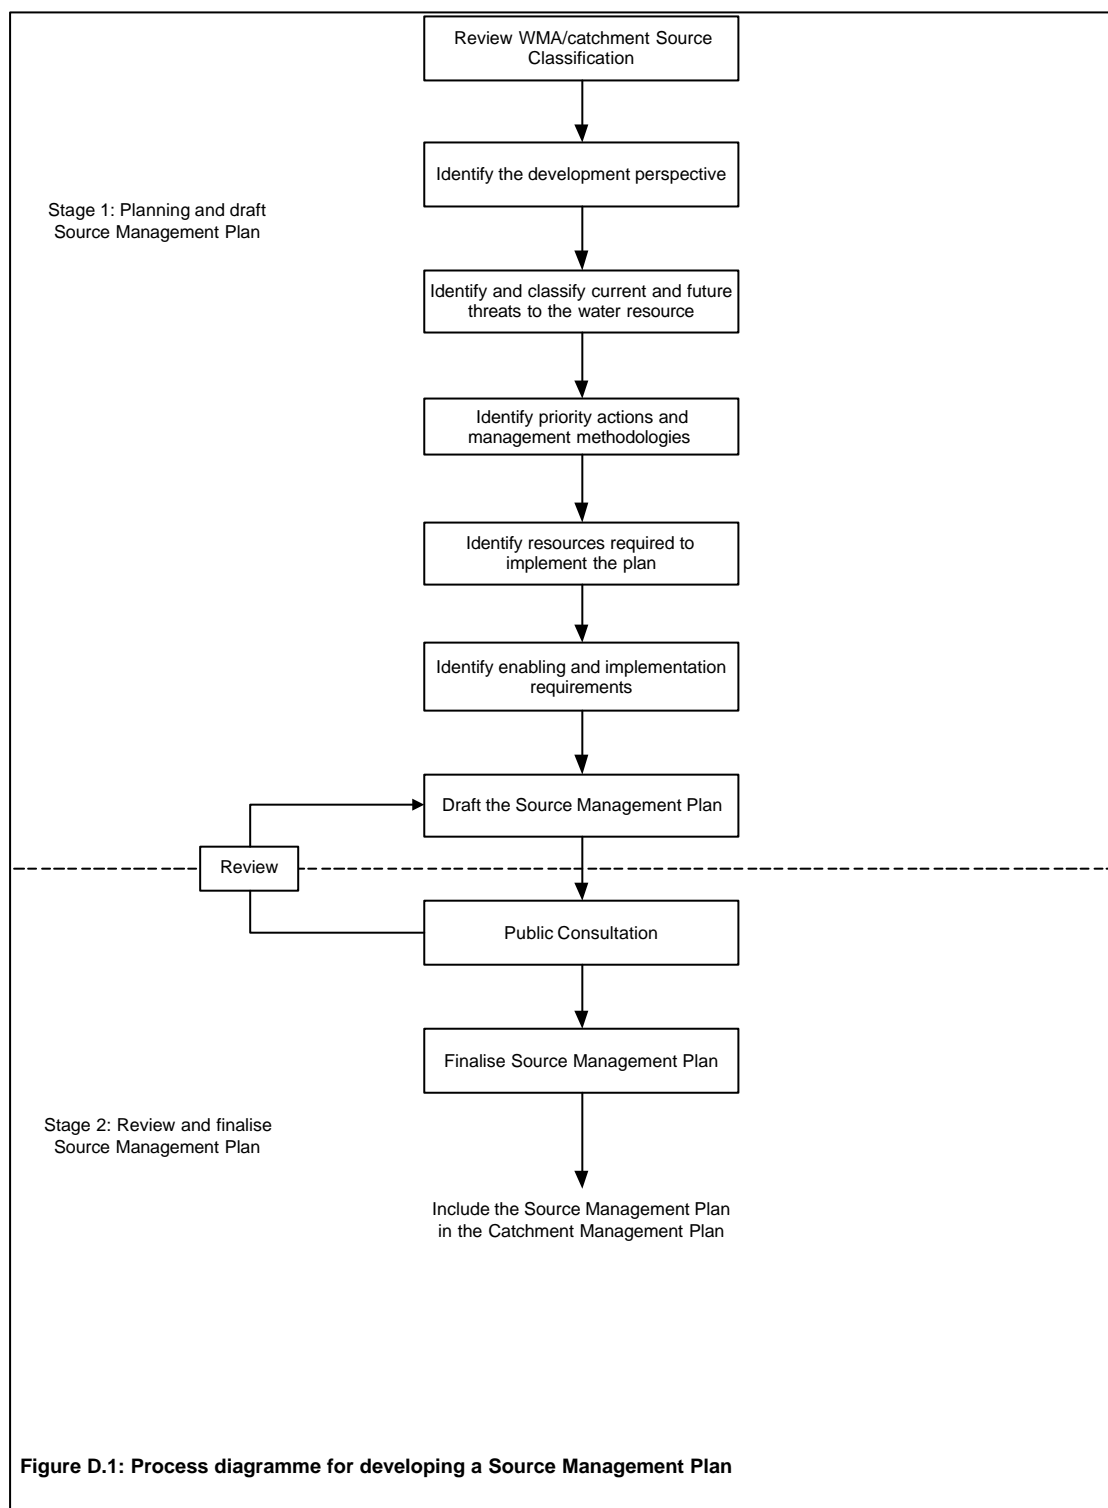 Review WMA/catchment Source
Classification
Identify the development perspective
Stage 1: Planning and draft
Source Management Plan
Identify and classify current and future
threats to the water resource
Identify priority actions and
management methodologies
Identify resources required to
implement the plan
Identify enabling and implementation
requirements
Draft the Source Management Plan
Review
Public Consultation
Finalise Source Management Plan
Stage 2: Review and finalise
Source Management Plan
Include the Source Management Plan
in the Catchment Management Plan
Figure D.1: Process diagramme for developing a Source Management Plan